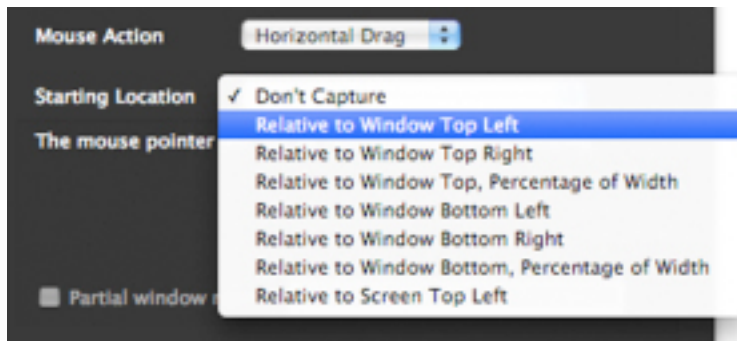 Mouse Action Horizontal Drag
Starting Location ✓ Don't Capture
Relative to Window Top Left
The mouse pointer
Relative to Window Top Right
Relative to Window Top, Percentage of Width
Relative to Window Bottom Left
Relative to Window Bottom Right
Relative to Window Bottom, Percentage of Width
Partial window
Relative to Screen Top Left